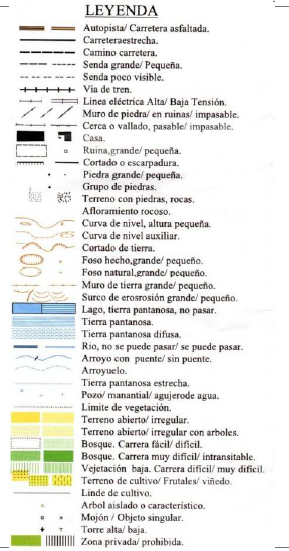 LEYENDA
Autopista/ Carretera asfaltada.
Carreteraestrecha.
Camino carretera.
Senda grande/ Pequeña.
Senda poco visible.
Via de tren.
Linea eléctrica Alta/ Baja Tensión.
Muro de piedra/ en ruinas/ impasable.
Cerca o vallado, pasable/ impasable.
Casa.
Ruina,grande/ pequeña.
Cortado o escarpadura.
Piedra grande/ pequeña.
Grupo de piedras.
Terreno con piedras, rocas.
Afloramiento rocoso.
Curva de nivel, altura pequeña.
Curva de nivel auxiliar.
Cortado de tierra.
Foso hecho,grande/ pequeño.
Foso natural,grande/ pequeño.
Muro de tierra grande/ pequeño.
Surco de erosrosión grande/ pequeño.
Lago, tierra pantanosa, no pasar.
Tierra pantanosa.
Tierra pantanosa difusa.
Rio, no se puede pasar/ se puede pasar.
Arroyo con puente/ sin puente.
Arroyuelo.
Tierra pantanosa estrecha.
Pozo/ manantial/ agujerode agua.
Limite de vegetación.
Terreno abierto/ irregular.
Terreno abierto/ irregular con arboles.
Bosque. Carrera fácil/ difícil.
Bosque. Carrera muy difícil/ intransitable.
Vejetación baja. Carrera difícil/ muy difícil.
Terreno de cultivo/ Frutales/ viñedo.
Linde de cultivo.
Arbol aislado o característico.
Mojón / Objeto singular.
Torre alta/ baja.
Zona privada/ prohibida.